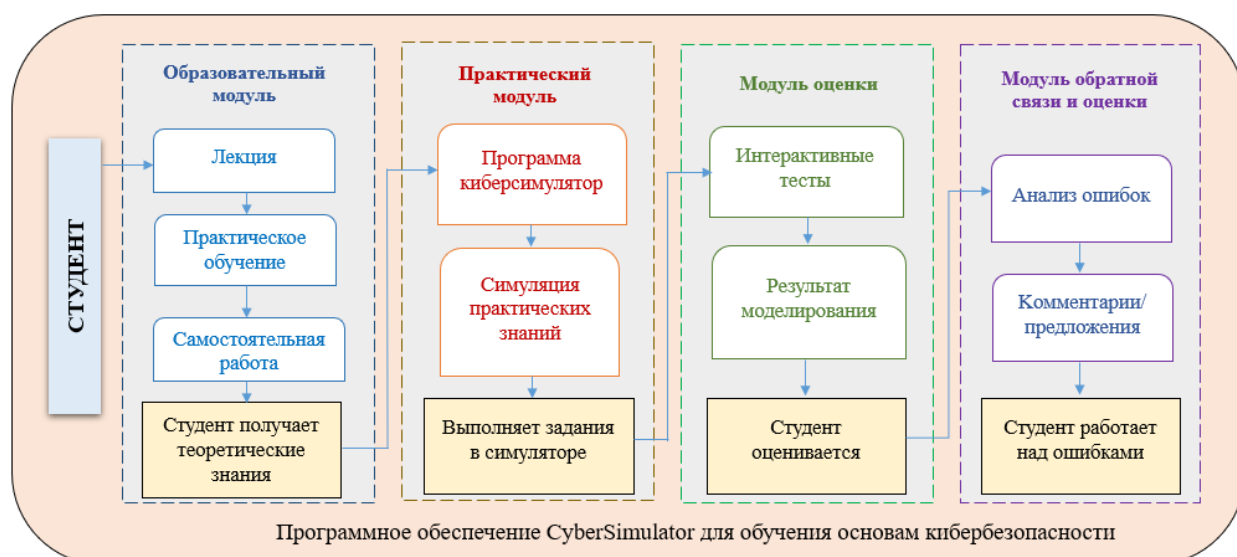 СТУДЕНТ
Образовательный
модуль
Лекция
Практическое
обучение
Самостоятельная
работа
Студент получает
теоретические
знания
Практический
модуль
Программа
киберсимулятор
Симуляция
практических
знаний
Выполняет задания
в симуляторе
Модуль оценки
Интерактивные
тесты
Результат
моделирования
Студент
оценивается
Модуль обратной
связи и оценки
Анализ ошибок
Комментарии/
предложения
Студент работает
над ошибками
Программное обеспечение CyberSimulator для обучения основам кибербезопасности